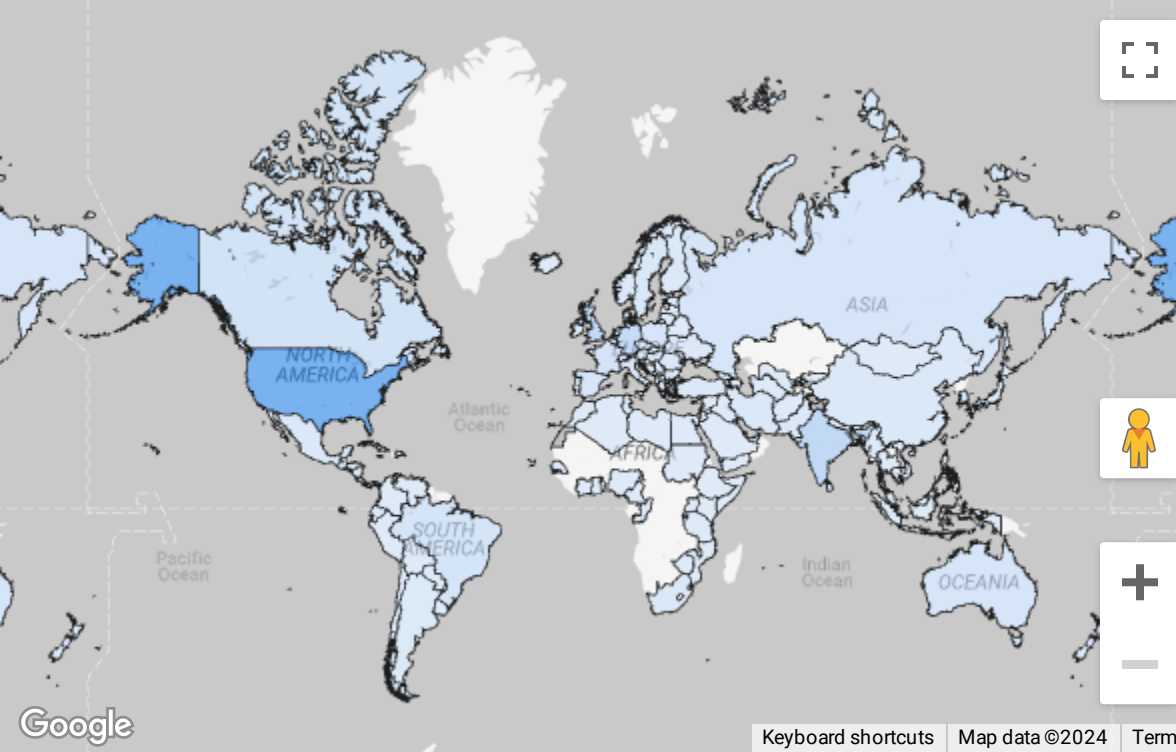 ASIA
NORTH
AMERICA
EUROPE
Atlantic
Ocean
AFRICA
SOUTH
AMERICA
Pacific
Ocean
Indian
Ocean
OCEANIA
Google
Keyboard shortcuts
Map data ©2024
Term